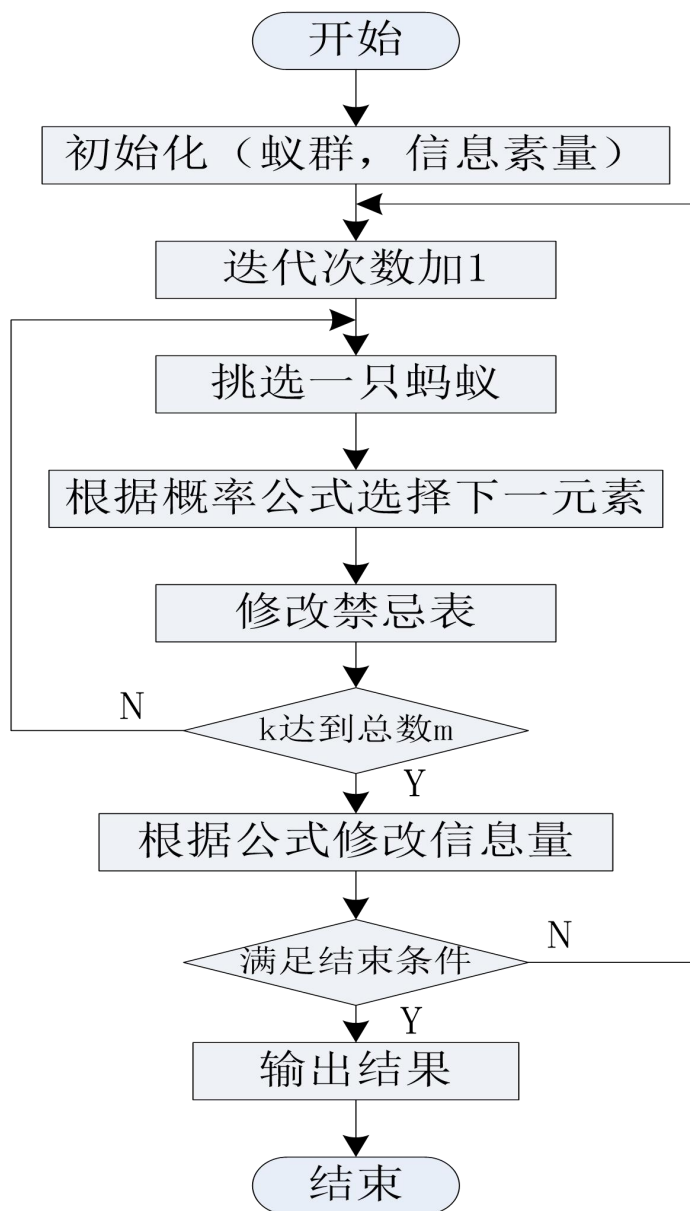 开始
初始化（蚁群，信息素量）
迭代次数加1
挑选一只蚂蚁
根据概率公式选择下一元素
修改禁忌表
N
k达到总数m
Y
根据公式修改信息量
满足结束条件
N
Y
输出结果
结束